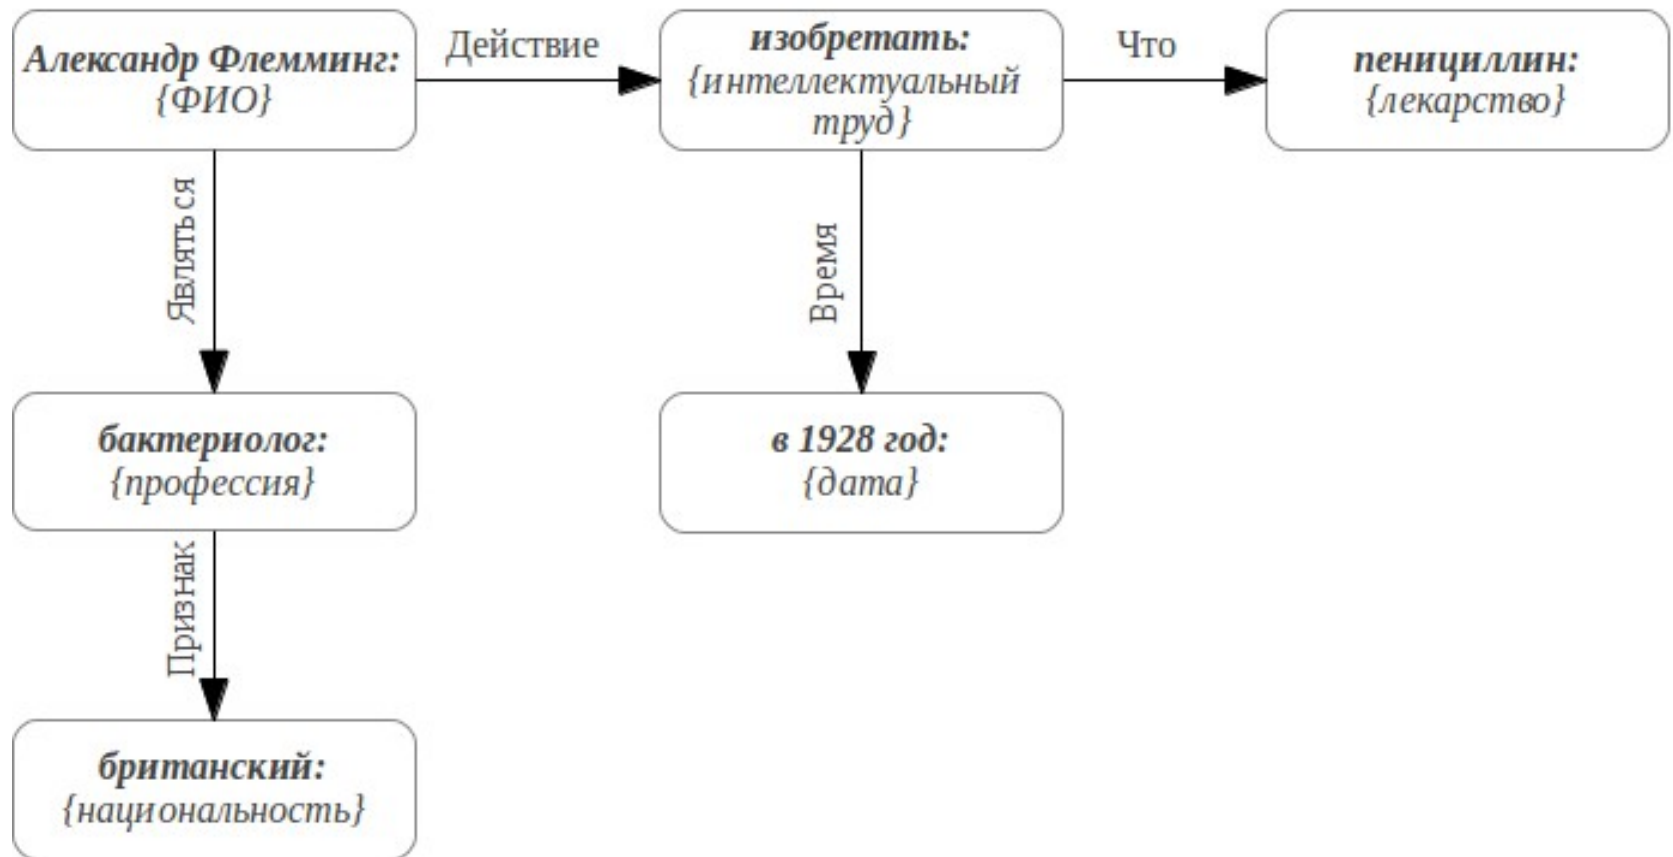 Александр Флемминг:
{ФИО}
Действие
изобретать:
{интеллектуальный
труд}
Что
пенициллин:
{лекарство}
Являться
Время
бактериолог:
{профессия}
в 1928 год:
{дата}
Признак
британский:
{национальность}